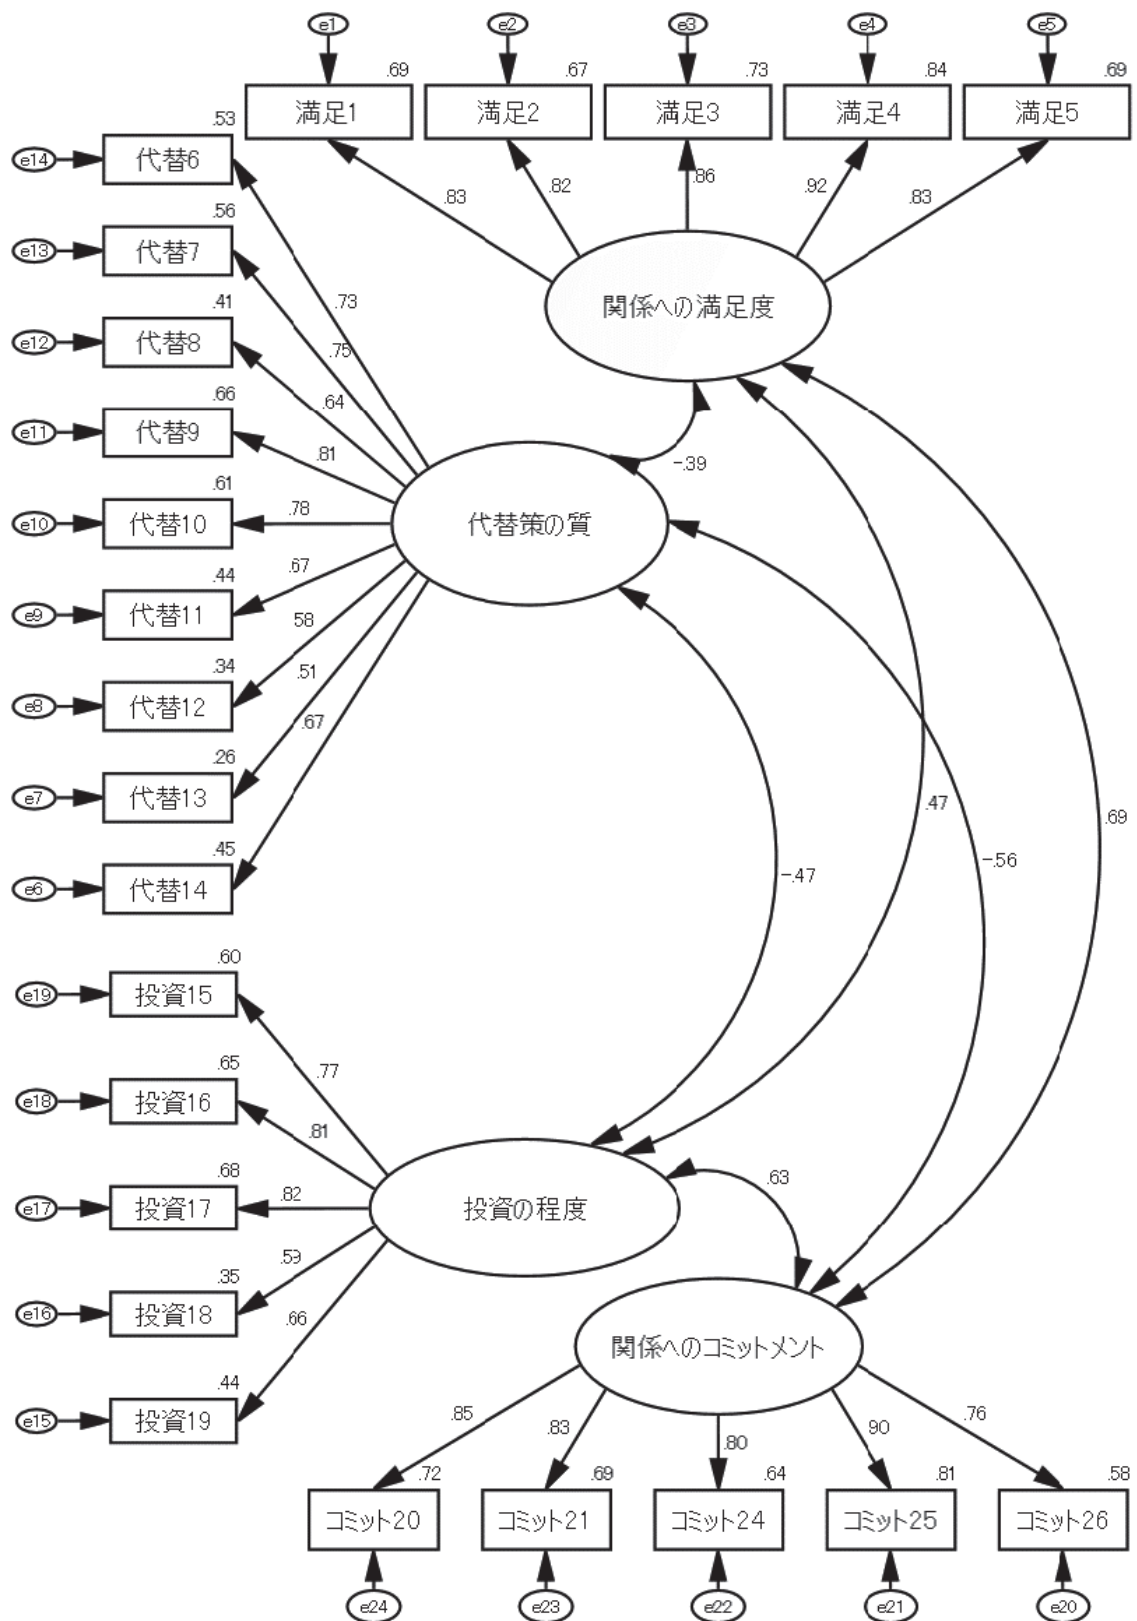 e1 e2 e3 e4 e5
.69 .67 .73 .84 .69
満足1 満足2 満足3 満足4 満足5
.83 .82 .86 .92 .83
関係への満足度
.53
e14 代替6
.56
e13 代替7
.41
e12 代替8
.66
e11 代替9
.61
e10 代替10
.44
e9 代替11
.34
e8 代替12
.26
e7 代替13
.45
e6 代替14
.73
.75
.64
.81
.78
.67
58
.51
.67
代替策の質
-.39
.47
.69
-.56
-.47
.60
e19 投資15
.65
e18 投資16
.68
e17 投資17
.35
e16 投資18
.44
e15 投資19
.77
.81
.82
.59
.66
投資の程度
.63
関係へのコミットメント
.85 .83 .80 90 .76
.72 .69 .64 .81 .58
コミット20 コミット21 コミット24 コミット25 コミット26
e24 e23 e22 e21 e20